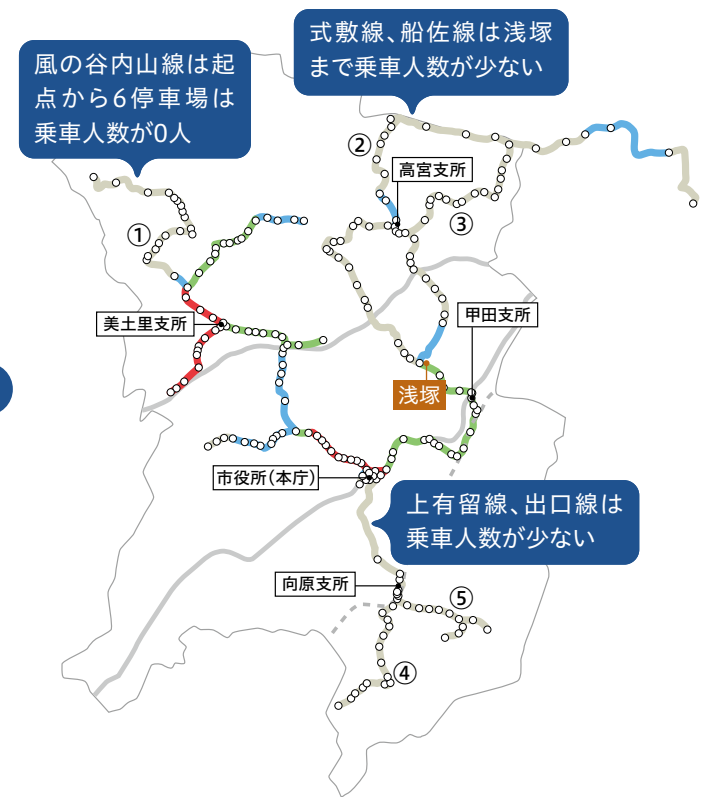 式敷線、船佐線は浅塚
まで乗車人数が少ない
風の谷内山線は起
点から6停車場は
乗車人数が0人
②
高宮支所
①
③
美土里支所
甲田支所
浅塚
市役所(本庁)
上有留線、出口線は
乗車人数が少ない
向原支所
⑤
④